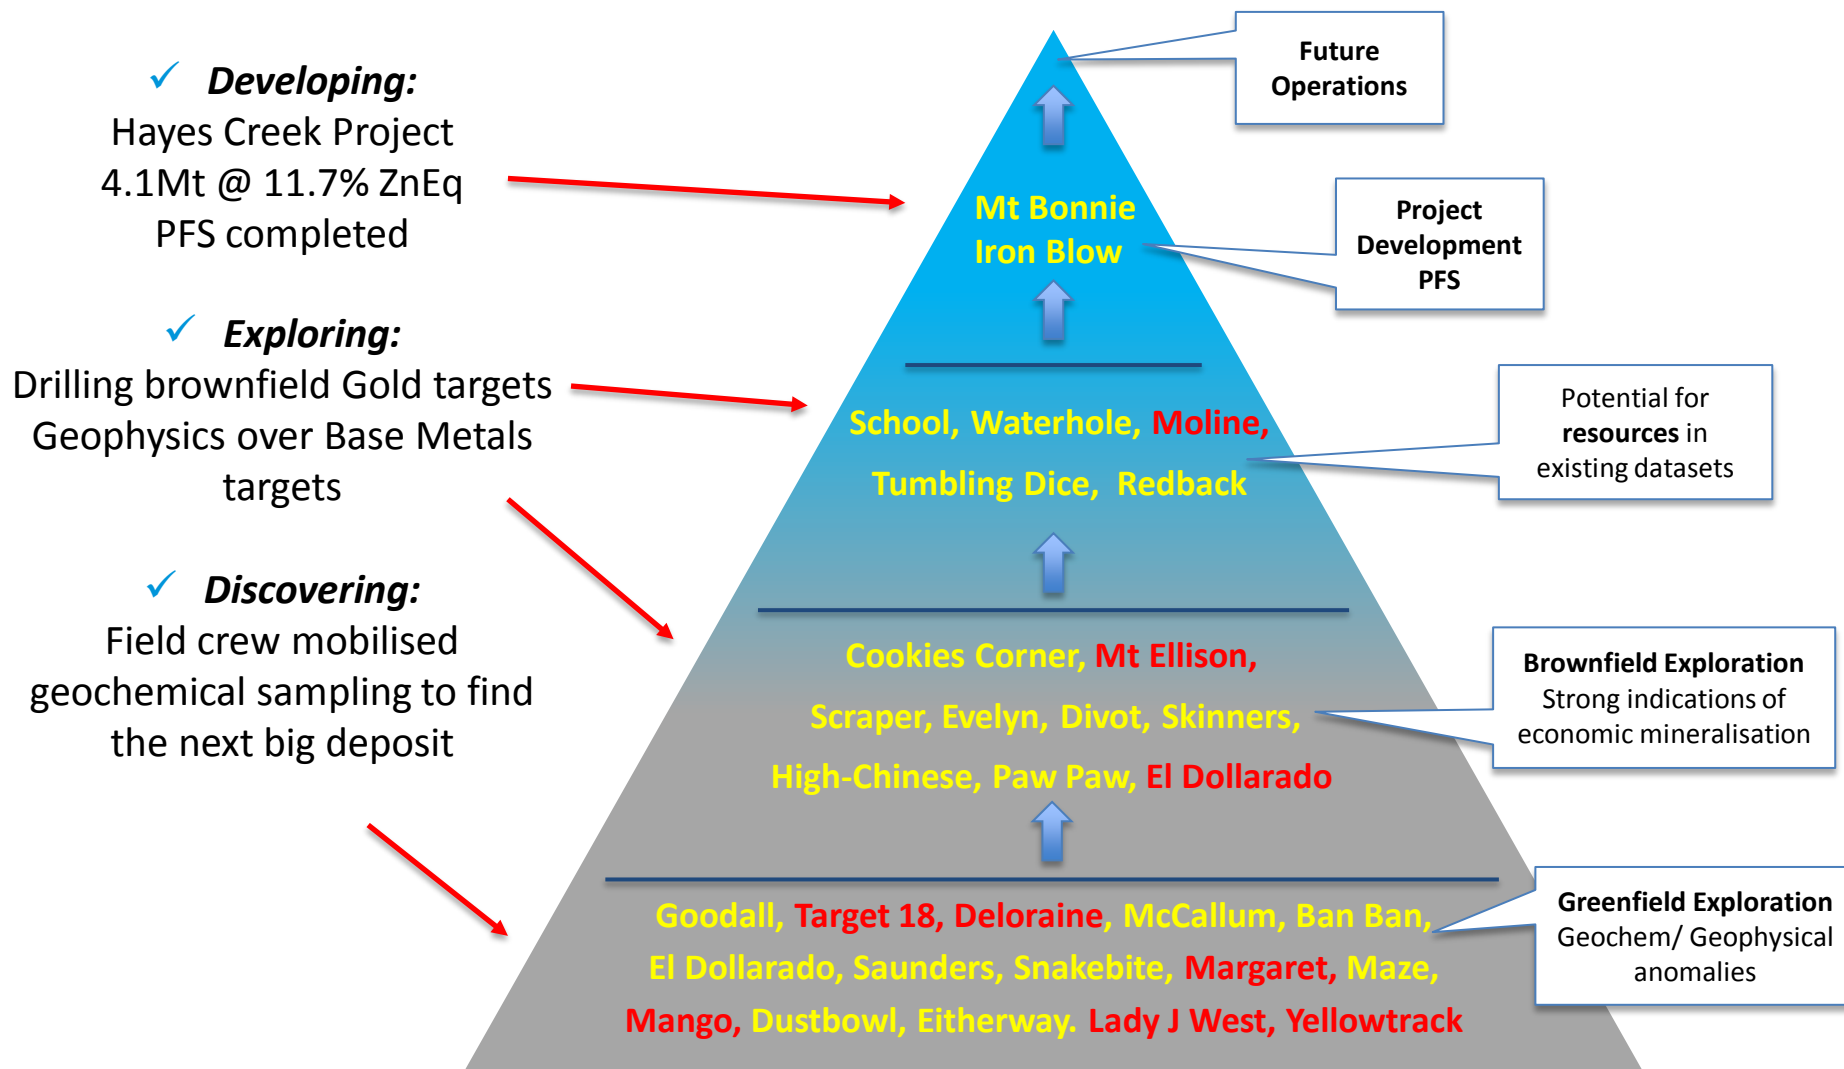 ✓ Developing:
Hayes Creek Project
4.1Mt @ 11.7% ZnEq
PFS completed
✓ Exploring:
Drilling brownfield Gold targets
Geophysics over Base Metals
targets
✓ Discovering:
Field crew mobilised
geochemical sampling to find
the next big deposit
Future
Operations
Mt Bonnie
Iron Blow
Project
Development
PFS
School, Waterhole, Moline,
Tumbling Dice, Redback
Potential for
resources in
existing datasets
Cookies Corner, Mt Ellison,
Scraper, Evelyn, Divot, Skinners,
High-Chinese, Paw Paw, El Dollarado
Brownfield Exploration
Strong indications of
economic mineralisation
Goodall, Target 18, Deloraine, McCallum, Ban Ban,
El Dollarado, Saunders, Snakebite, Margaret, Maze,
Mango, Dustbowl, Eitherway. Lady J West, Yellowtrack
Greenfield Exploration
Geochem/ Geophysical
anomalies